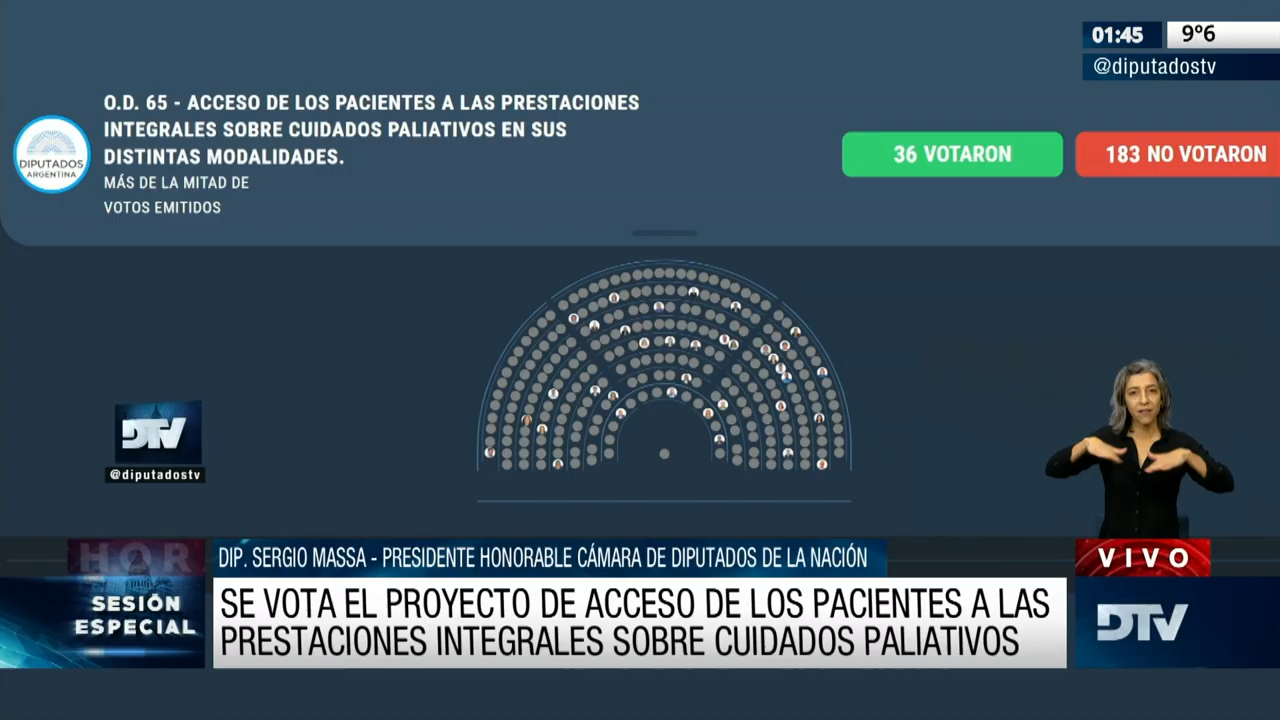 01:45
9°6
@diputadostv
O.D. 65 - ACCESO DE LOS PACIENTES A LAS PRESTACIONES
INTEGRALES SOBRE CUIDADOS PALIATIVOS EN SUS
DISTINTAS MODALIDADES.
MÁS DE LA MITAD DE
VOTOS EMITIDOS
DIPUTADOS
ARGENTINA
36 VOTARON
183 NO VOTARON
DTV
@diputadostv
HOR
DIP. SERGIO MASSA - PRESIDENTE HONORABLE CÁMARA DE DIPUTADOS DE LA NACIÓN
VIVO
SESIÓN
ESPECIAL
SE VOTA EL PROYECTO DE ACCESO DE LOS PACIENTES A LAS
PRESTACIONES INTEGRALES SOBRE CUIDADOS PALIATIVOS
DTV